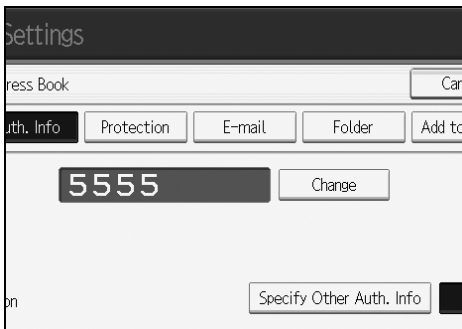 Settings
ress Book Car
uth. Info Protection E-mail Folder Add to
5555 Change
on Specify Other Auth. Info